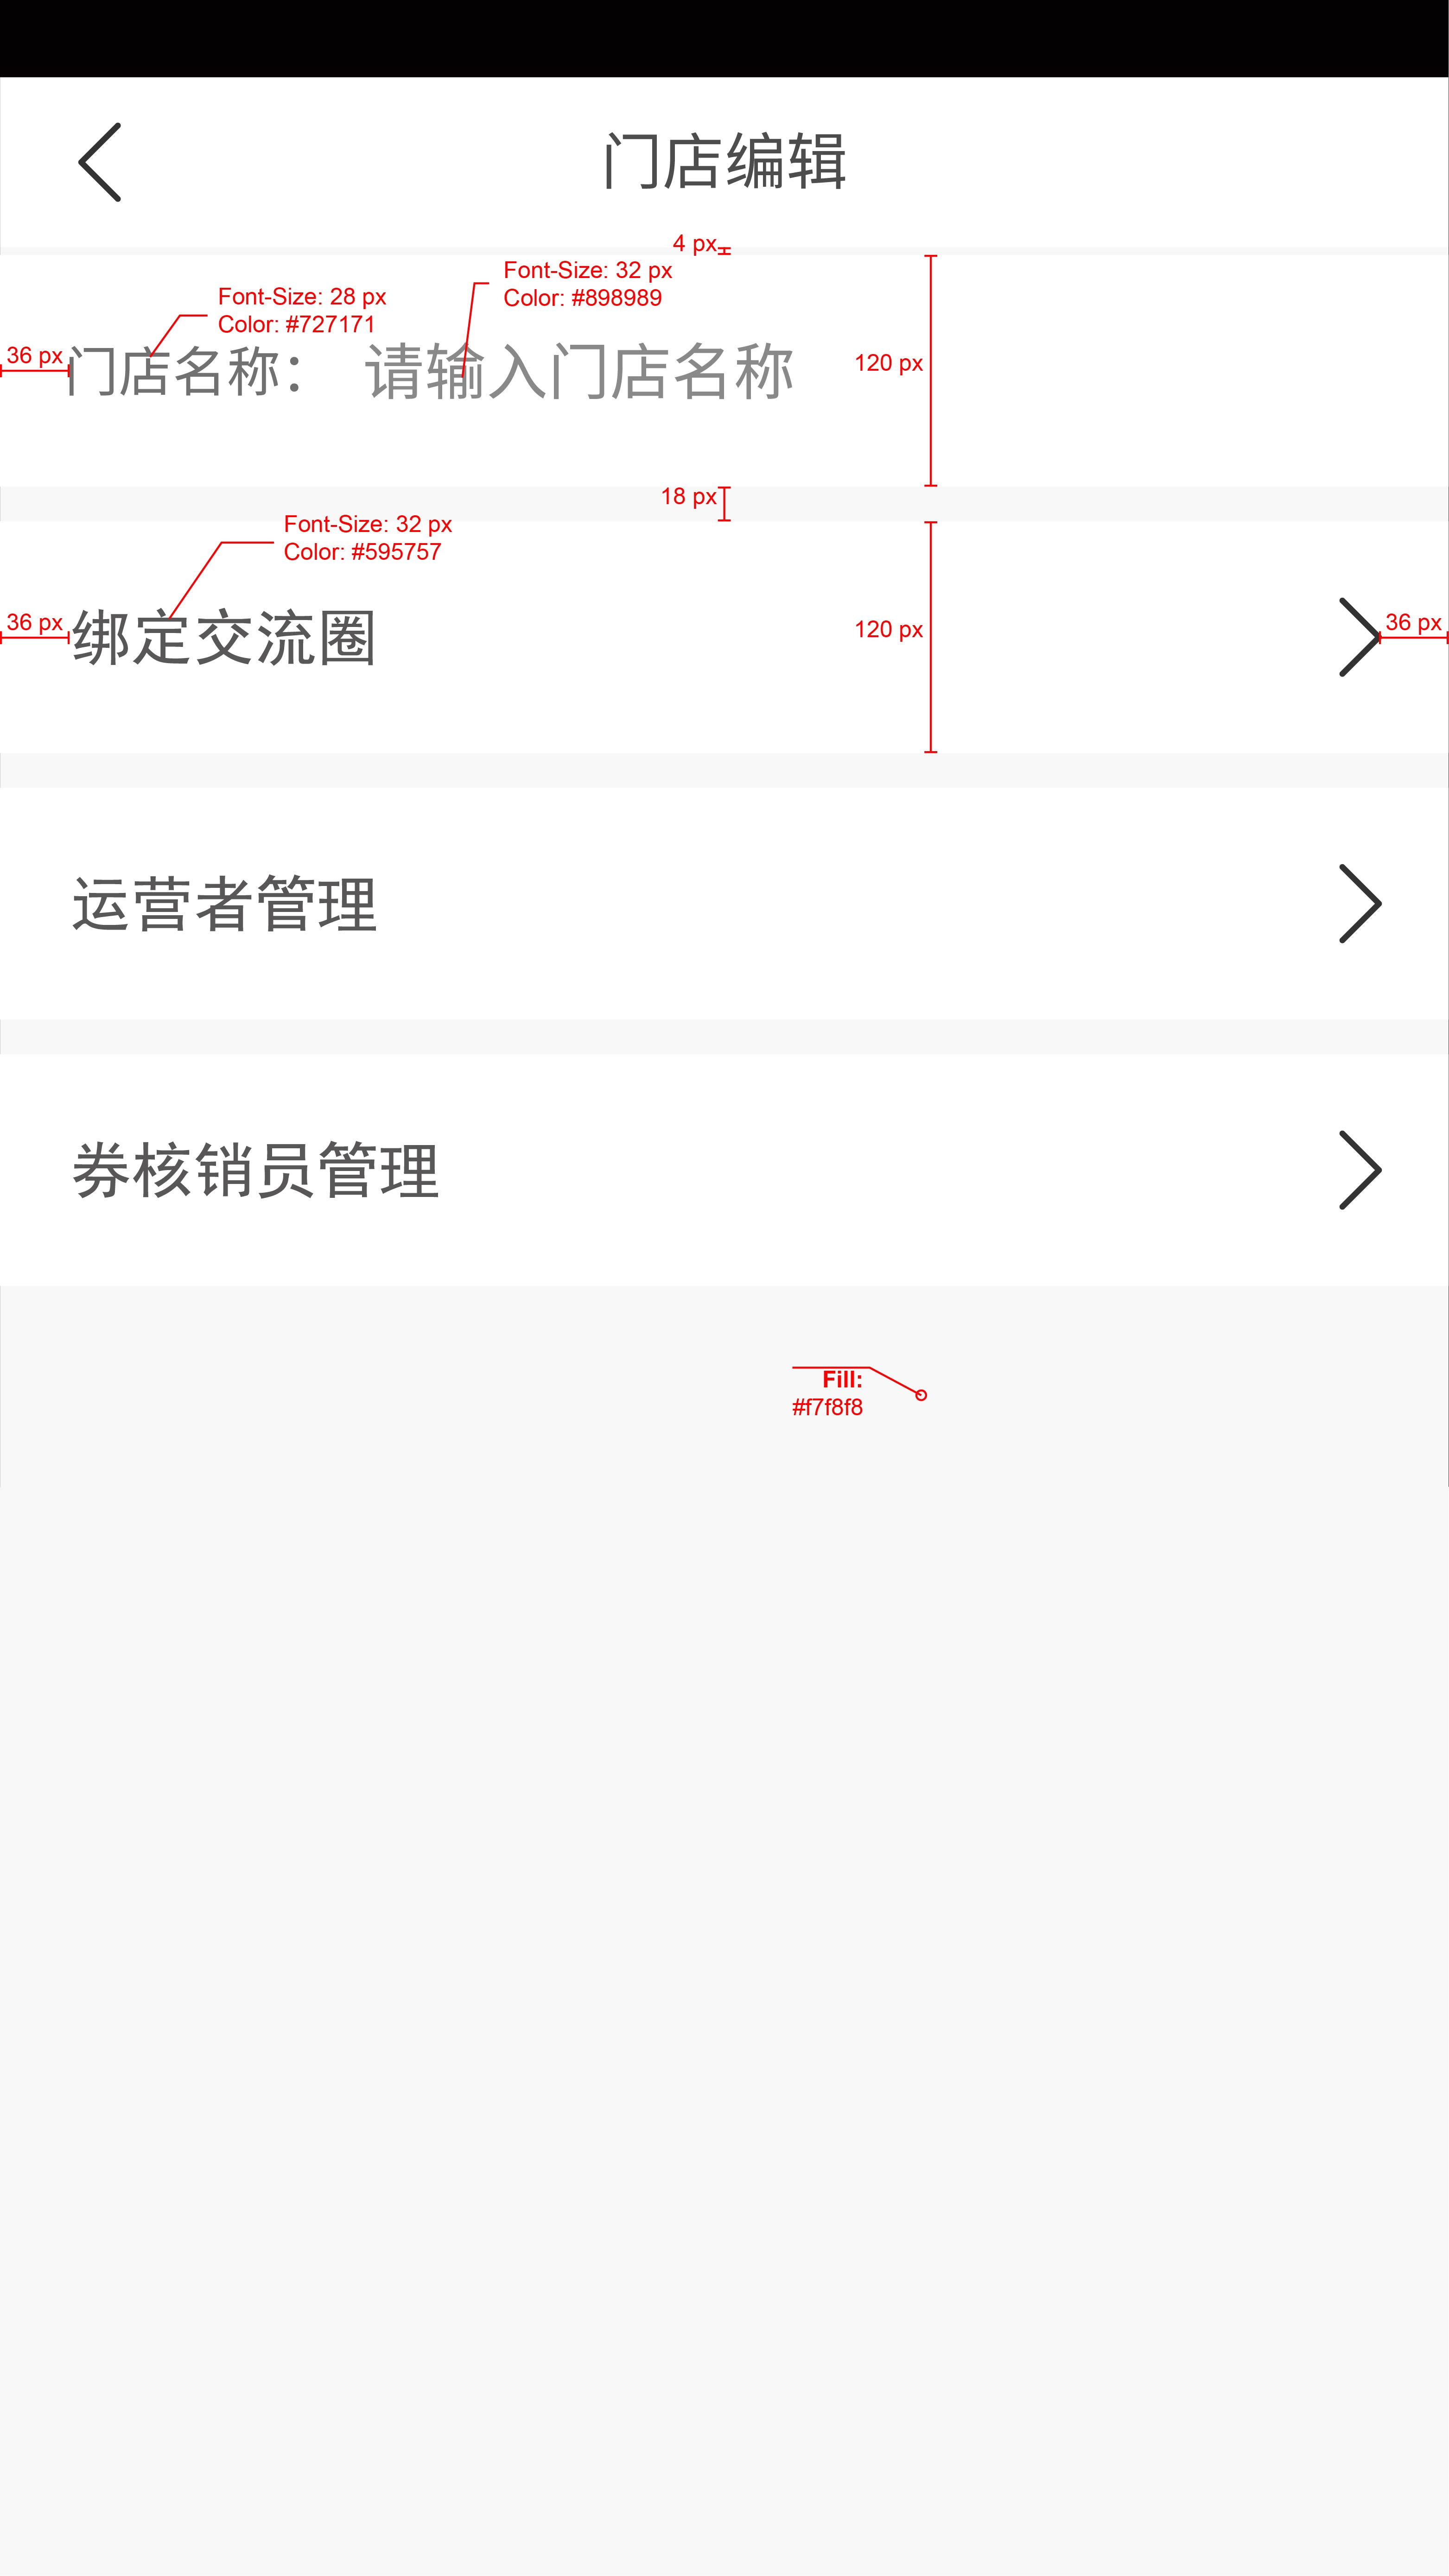 门店编辑
4 px
Font-Size: 32 px
Color: #898989
Font-Size: 28 px
Color: #727171
36 px
门店名称：
请输入门店名称
120 px
18 px
Font-Size: 32 px
Color: #595757
36 px
绑定交流圈
120 px
36 px
运营者管理
券核销员管理
Fill:
#f7f8f8